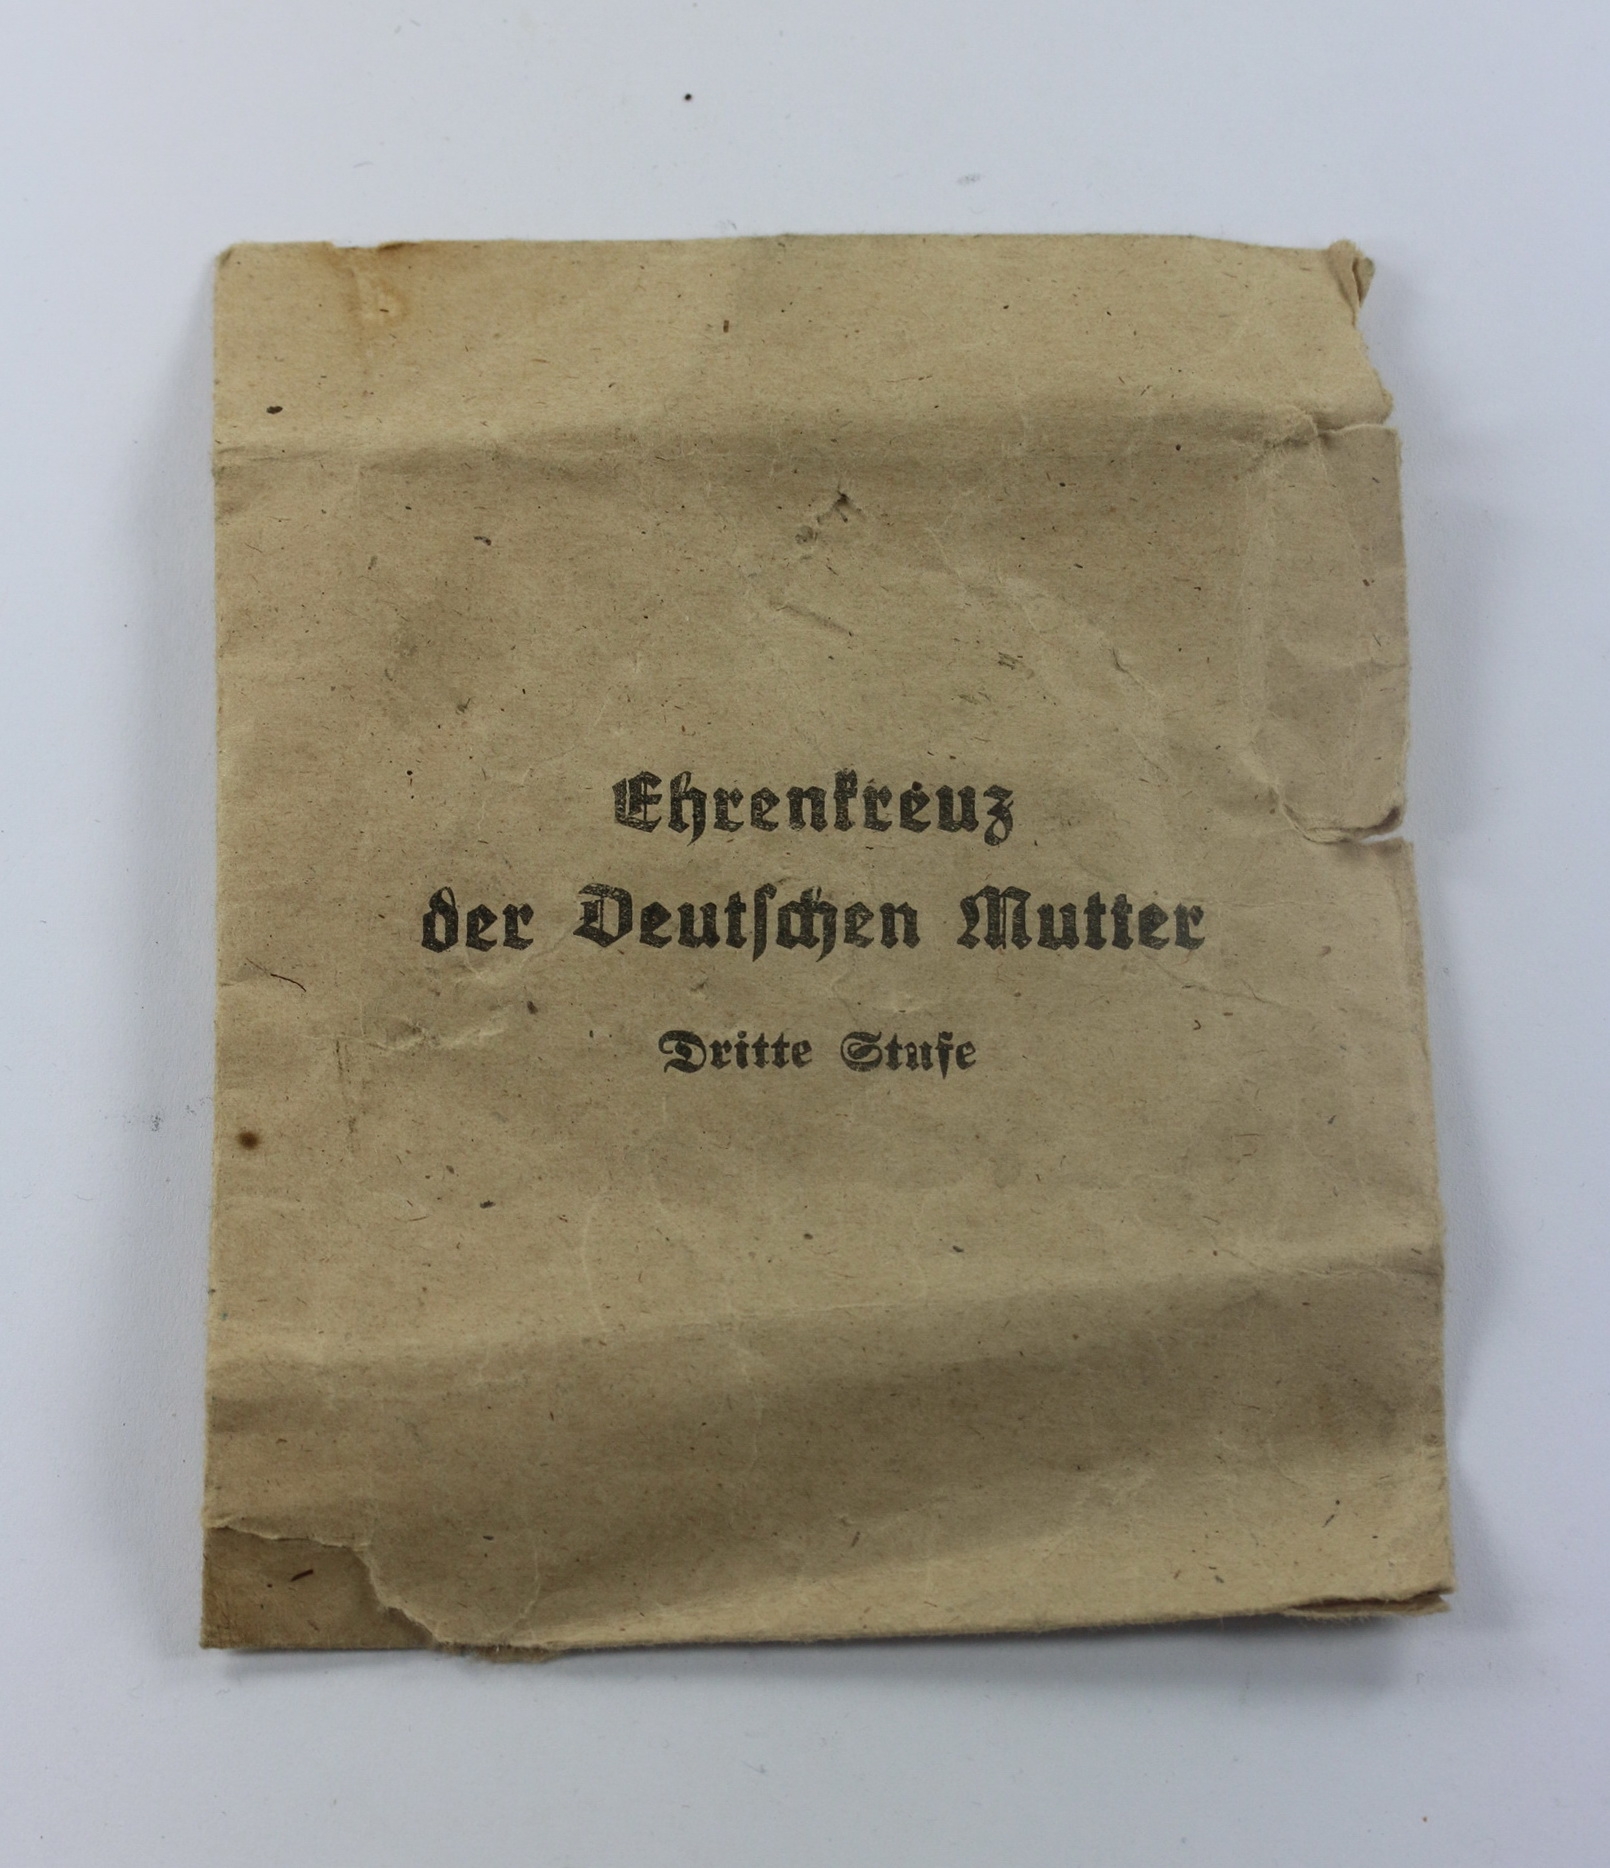 Ehrenkreuz
der Deutschen Mutter
Dritte Stufe